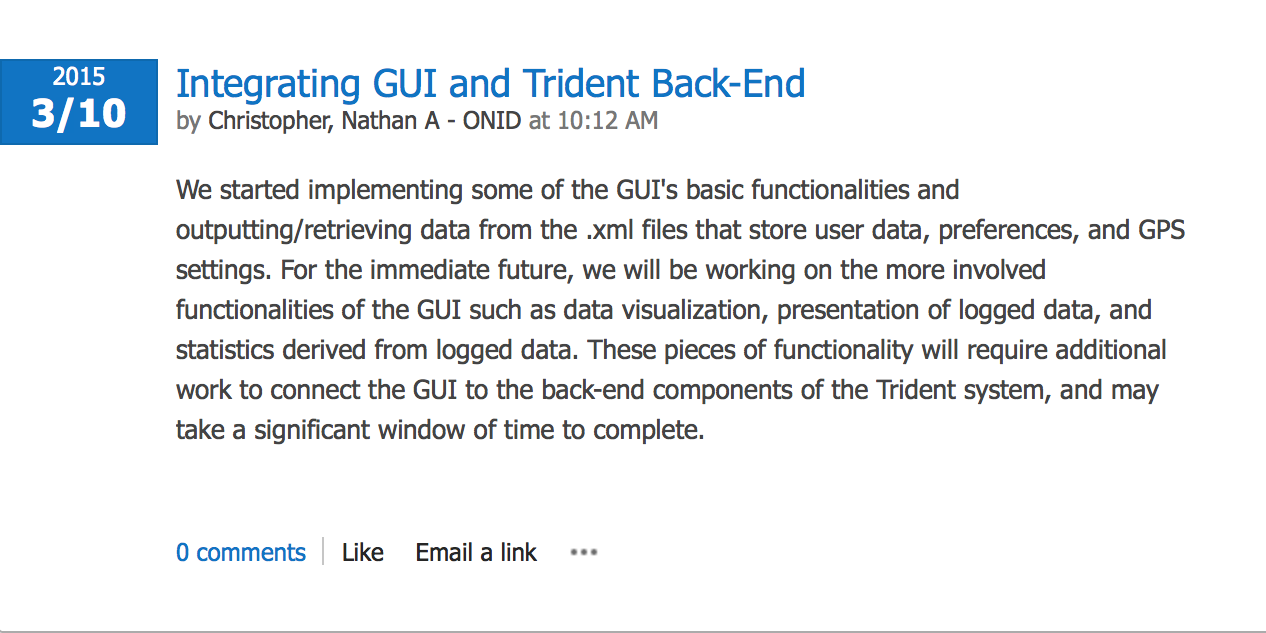 2015
3/10
Integrating GUI and Trident Back-End
by Christopher, Nathan A - ONID at 10:12 AM
We started implementing some of the GUI's basic functionalities and
outputting/retrieving data from the .xml files that store user data, preferences, and GPS
settings. For the immediate future, we will be working on the more involved
functionalities of the GUI such as data visualization, presentation of logged data, and
statistics derived from logged data. These pieces of functionality will require additional
work to connect the GUI to the back-end components of the Trident system, and may
take a significant window of time to complete.
0 comments | Like Email a link •••